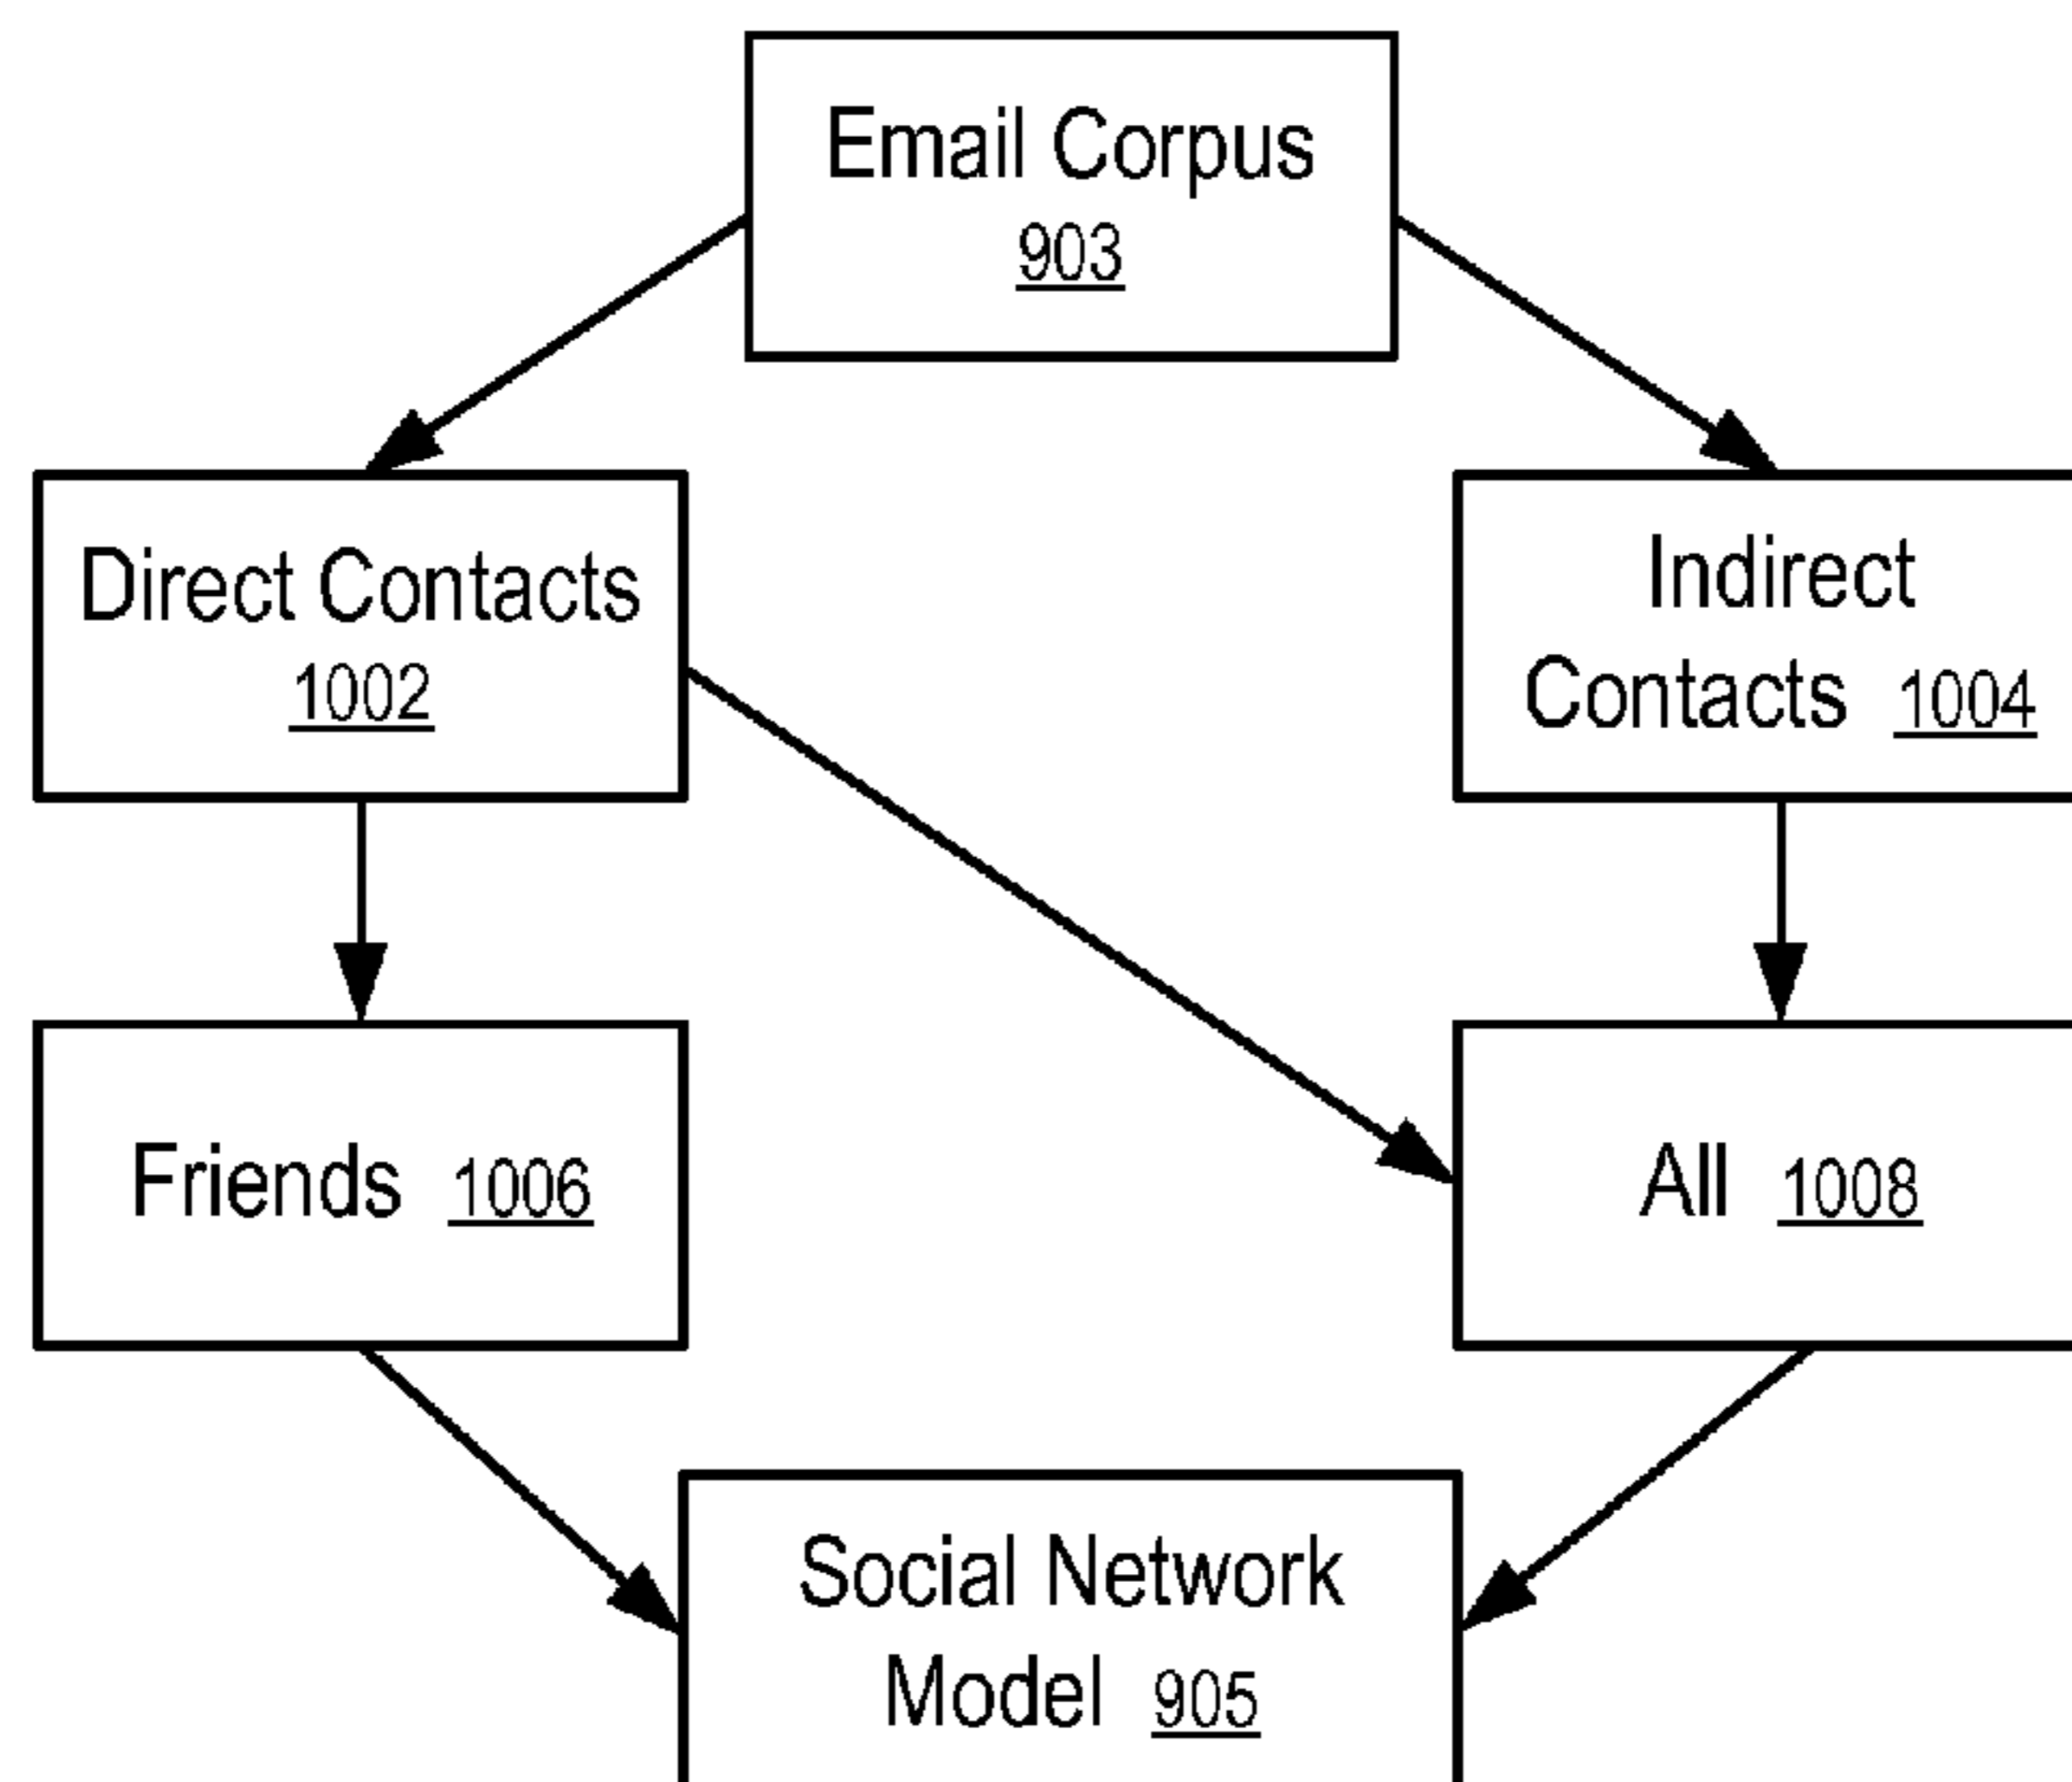 Email Corpus
903
Direct Contacts
1002
Indirect
Contacts 1004
Friends 1006
All 1008
Social Network
Model 905